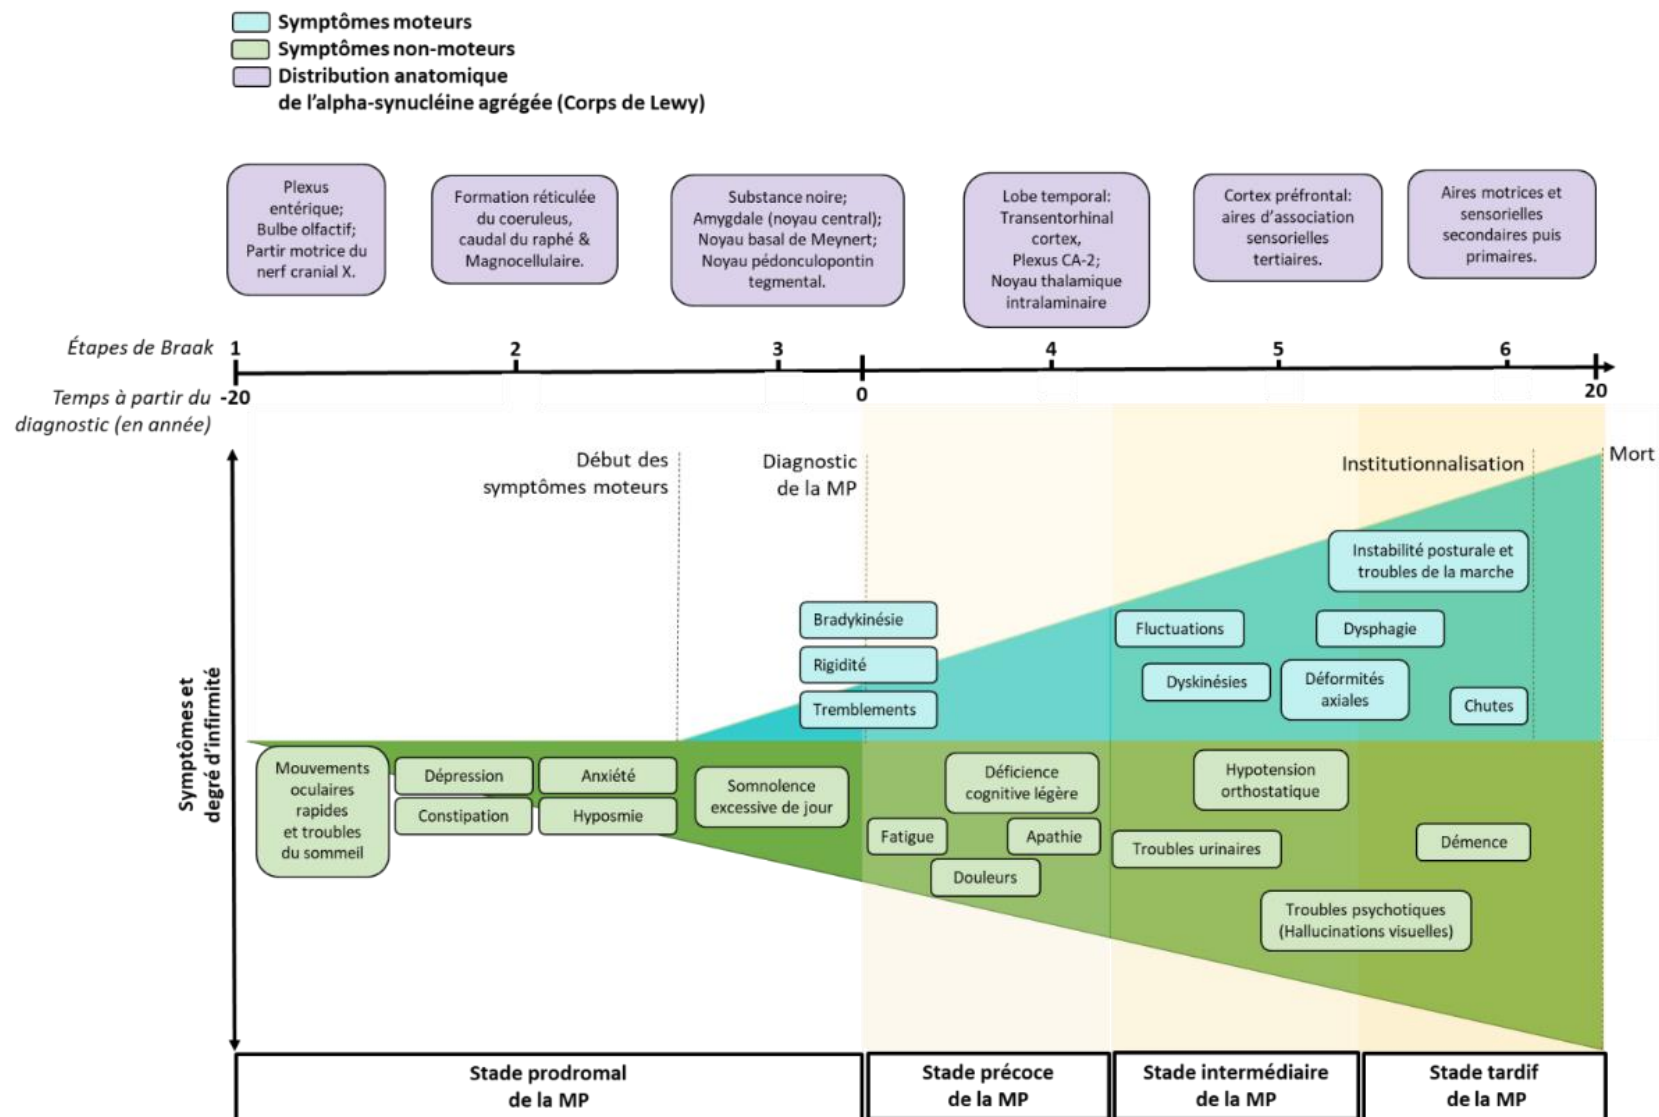 Symptômes moteurs
Symptômes non-moteurs
Distribution anatomique
de l'alpha-synucléine agrégée (Corps de Lewy)
Plexus
entérique;
Bulbe olfactif;
Partir motrice du
nerf cranial X.
Formation réticulée
du coeruleus,
caudal du raphé &
Magnocellulaire.
Substance noire;
Amygdale (noyau central);
Noyau basal de Meynert;
Noyau pédonculopontin
tegmental.
Lobe temporal:
Transentorhinal
cortex,
Plexus CA-2;
Noyau thalamique
intralaminaire
Cortex préfrontal:
aires d'association
sensorielles
tertiaires.
Aires motrices et
sensorielles
secondaires puis
primaires.
Étapes de Braak
1
2
3
4
5
6
Temps à partir du
diagnostic (en année)
-20
0
20
Début des
symptômes moteurs
Diagnostic
de la MP
Institutionnalisation
Mort
Symptômes et
degré d'infirmité
Bradykinésie
Rigidité
Tremblements
Instabilité posturale et
troubles de la marche
Fluctuations
Dysphagie
Dyskinésies
Déformités
axiales
Chutes
Mouvements
oculaires
rapides
et troubles
du sommeil
Dépression
Anxiété
Constipation
Hyposmie
Somnolence
excessive de jour
Déficience
cognitive légère
Fatigue
Apathie
Douleurs
Hypotension
orthostatique
Troubles urinaires
Démence
Troubles psychotiques
(Hallucinations visuelles)
Stade prodromal
de la MP
Stade précoce
de la MP
Stade intermédiaire
de la MP
Stade tardif
de la MP